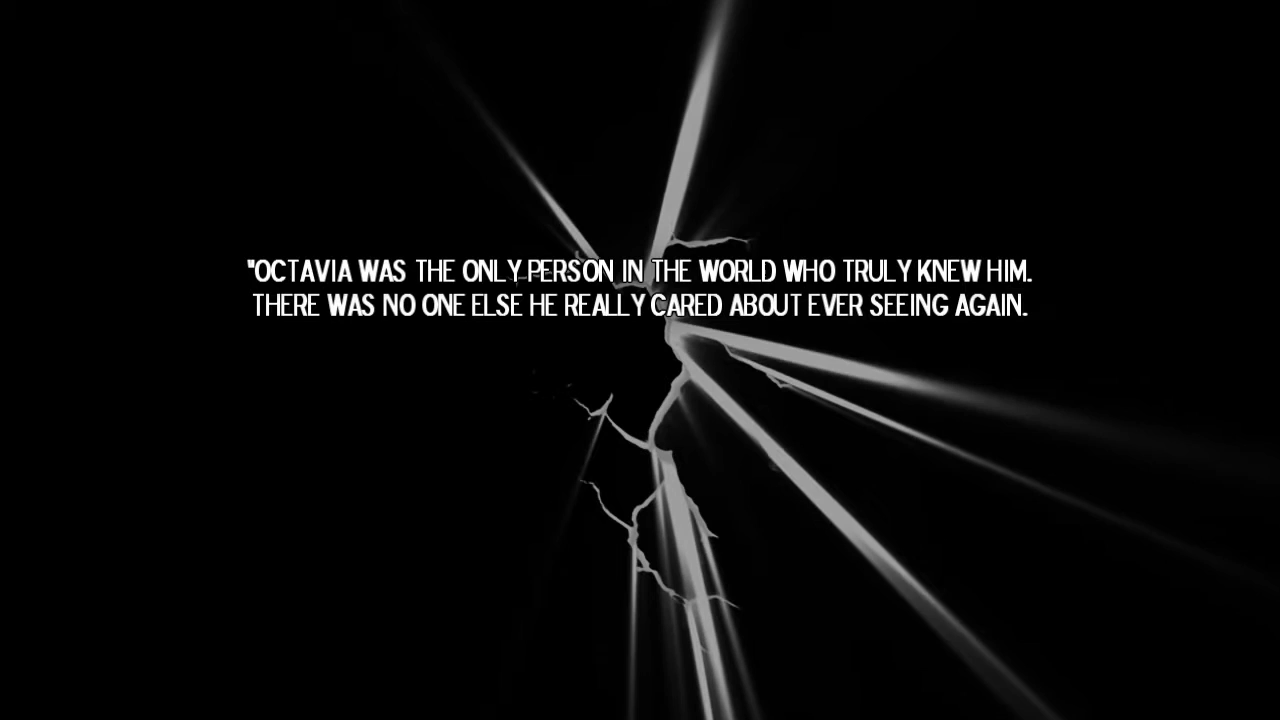 "OCTAVIA WAS THE ONLY PERSON IN THE WORLD WHO TRULY KNEW HIM.
THERE WAS NO ONE ELSE HE REALLY CARED ABOUT EVER SEEING AGAIN.